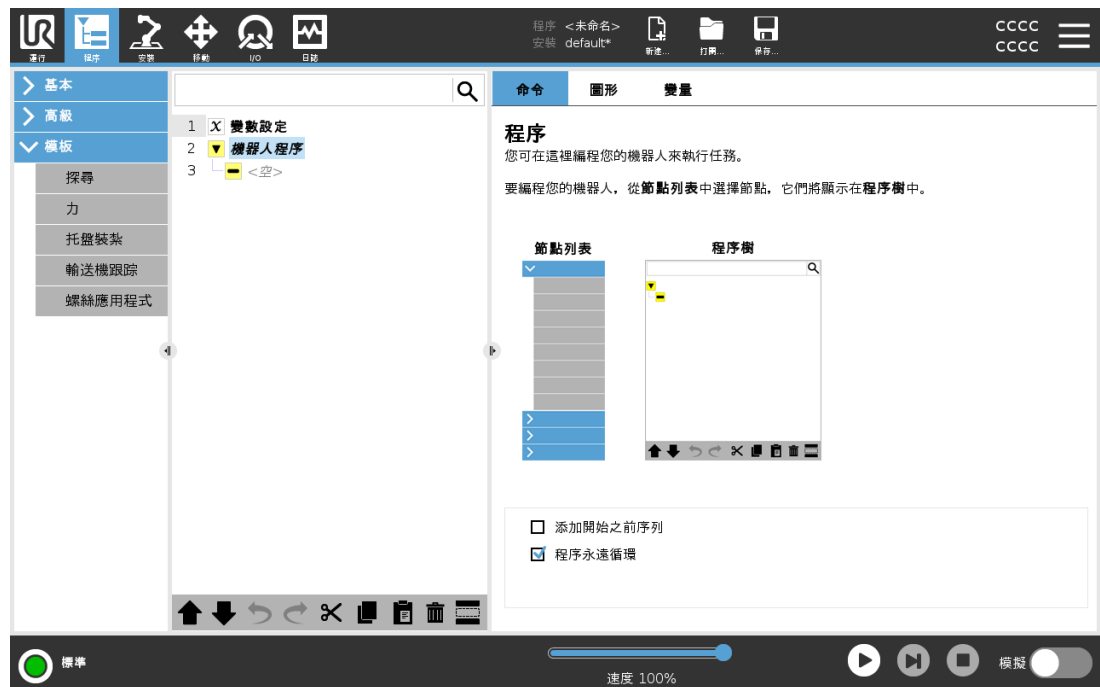 UR
運行
程序
安裝
移動
I/O
日誌
程序 <未命名>
安裝 default*
新建...
打開...
保存...
CCCC
CCCC
基本
高級
模板
探尋
力
托盤裝紮
輸送機跟踪
螺絲應用程式
1 X 變數設定
2 機器人程序
3 <空>
命令
圖形
變量
程序
您可在這裡編程您的機器人來執行任務。
要編程您的機器人，從節點列表中選擇節點，它們將顯示在程序樹中。
節點列表
程序樹
添加開始之前序列
程序永遠循環
標準
速度 100%
模擬